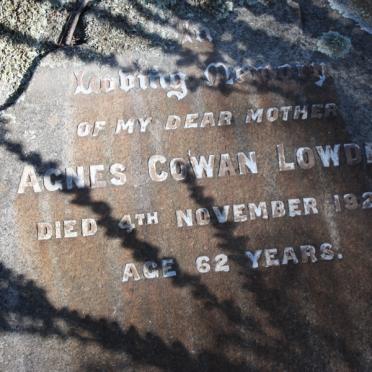 Loving Memory
OF MY DEAR MOTHER
AGNES COWAN LOWD
DIED 4TH NOVEMBER 192
AGE 62 YEARS.